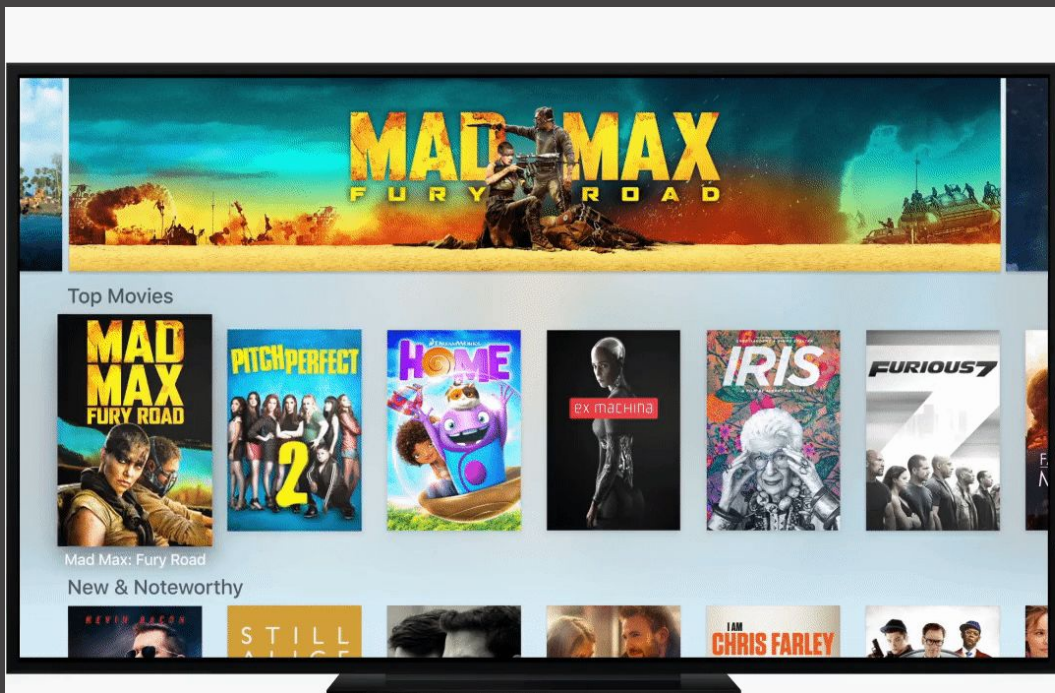 MAD MAX
FURY ROAD
Top Movies
MAD
MAX
FURY ROAD
PITCH PERFECT
2
DREAMWORKS
HOME
ex machina
IRIS
FURIOUS 7
Mad Max: Fury Road
New & Noteworthy
KEVIN BACON
STILL
ALICE
I AM
CHRIS FARLEY